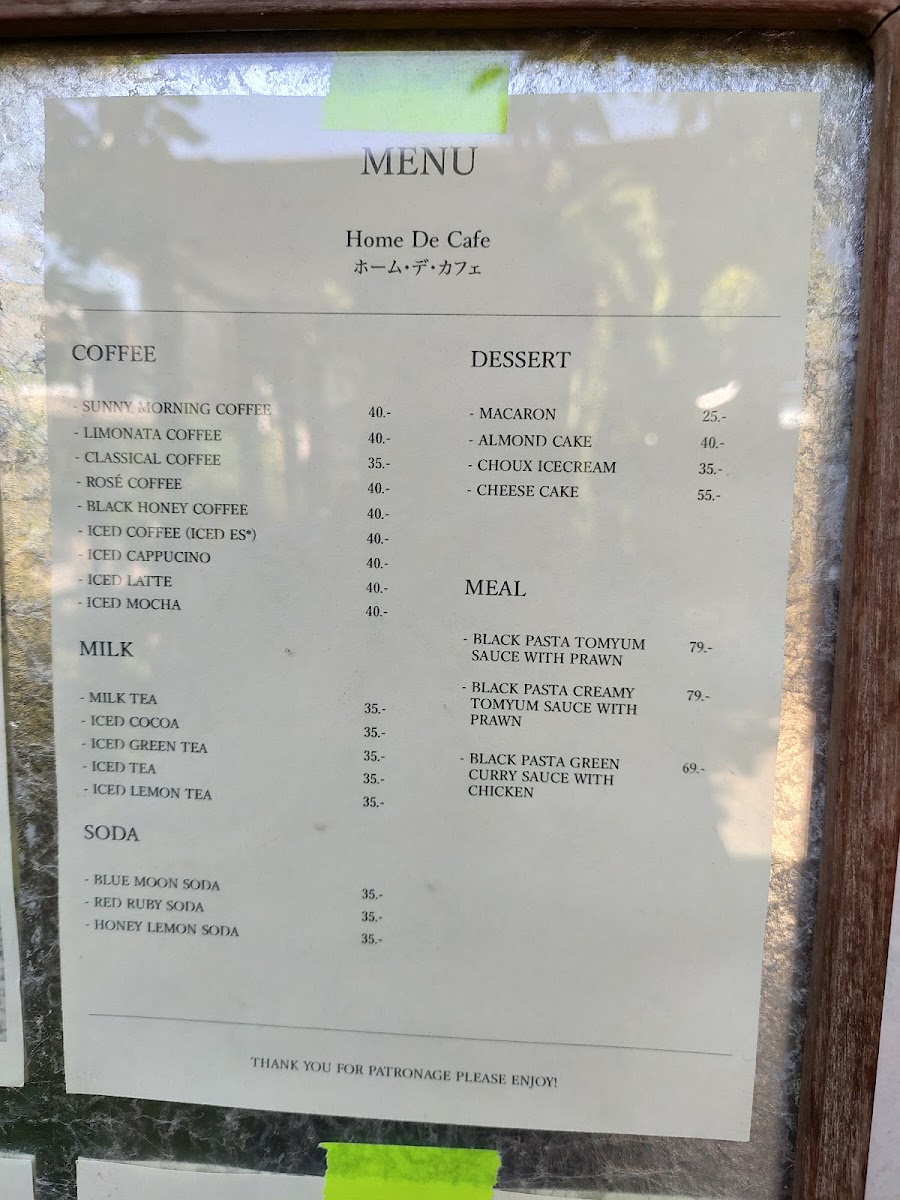 MENU
Home De Cafe
ホーム・デ・カフェ
COFFEE
- SUNNY MORNING COFFEE 40.-
- LIMONATA COFFEE 40.-
- CLASSICAL COFFEE 35.-
- ROSÉ COFFEE 40.-
- BLACK HONEY COFFEE 40.-
- ICED COFFEE (ICED ES*) 40.-
- ICED CAPPUCINO 40.-
- ICED LATTE 40.-
- ICED MOCHA 40.-
MILK
- MILK TEA 35.-
- ICED COCOA 35.-
- ICED GREEN TEA 35.-
- ICED TEA 35.-
- ICED LEMON TEA 35.-
SODA
- BLUE MOON SODA 35.-
- RED RUBY SODA 35.-
- HONEY LEMON SODA 35.-
DESSERT
- MACARON 25.-
- ALMOND CAKE 40.-
- CHOUX ICECREAM 35.-
- CHEESE CAKE 55.-
MEAL
- BLACK PASTA TOMYUM 79.-
SAUCE WITH PRAWN
- BLACK PASTA CREAMY 79.-
TOMYUM SAUCE WITH
PRAWN
- BLACK PASTA GREEN 69.-
CURRY SAUCE WITH
CHICKEN
THANK YOU FOR PATRONAGE PLEASE ENJOY!